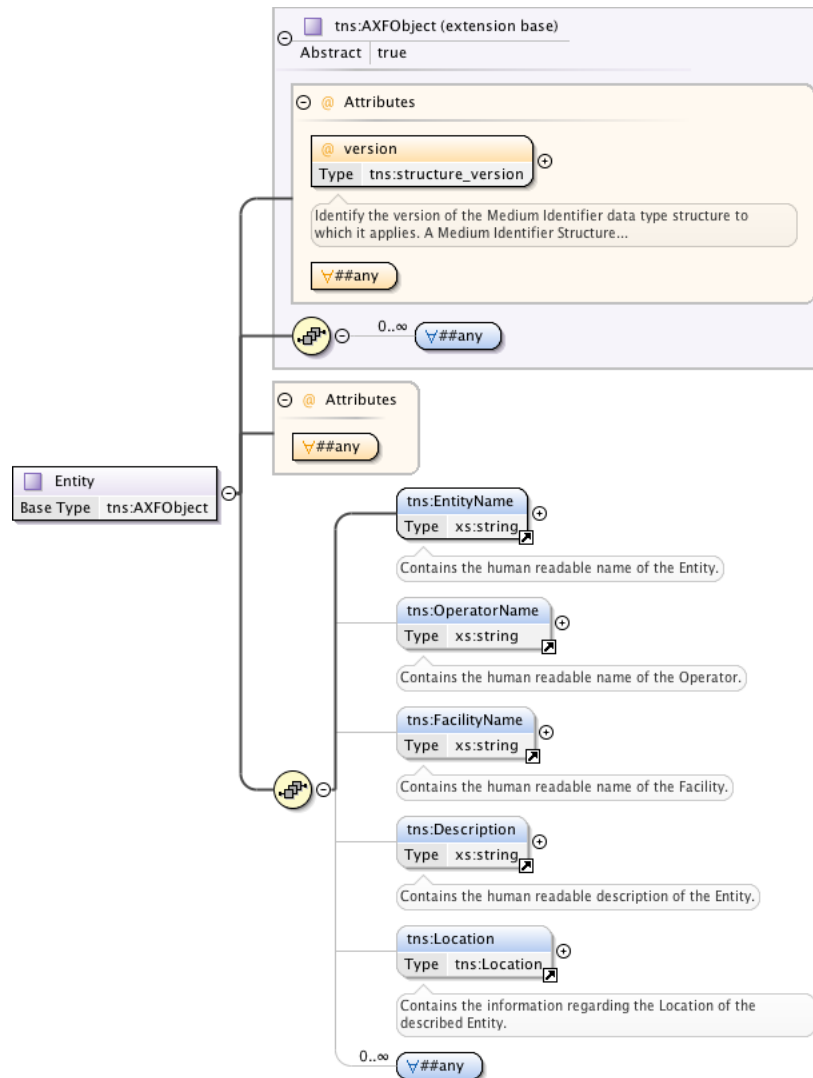 tns:AXFObject (extension base)
Abstract true
@ Attributes
@ version
Type tns:structure_version
Identify the version of the Medium Identifier data type structure to
which it applies. A Medium Identifier Structure...
∀##any
0..∞
∀##any
@ Attributes
∀##any
Entity
Base Type tns:AXFObject
tns:EntityName
Type xs:string
Contains the human readable name of the Entity.
tns:OperatorName
Type xs:string
Contains the human readable name of the Operator.
tns:FacilityName
Type xs:string
Contains the human readable name of the Facility.
tns:Description
Type xs:string
Contains the human readable description of the Entity.
tns:Location
Type tns:Location
Contains the information regarding the Location of the
described Entity.
0..∞
∀##any